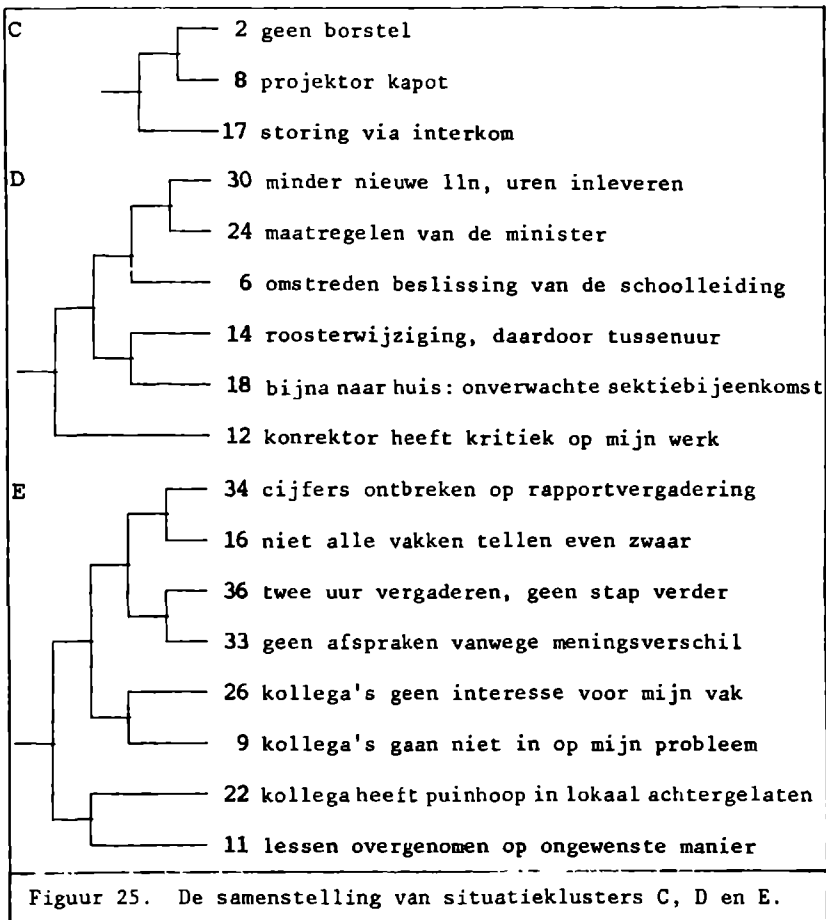 C
2 geen borstel
8 projektor kapot
17 storing via interkom
D
30 minder nieuwe lln, uren inleveren
24 maatregelen van de minister
6 omstreden beslissing van de schoolleiding
14 roosterwijziging, daardoor tussenuur
18 bijna naar huis: onverwachte sektiebijeenkomst
12 konrektor heeft kritiek op mijn werk
E
34 cijfers ontbreken op rapportvergadering
16 niet alle vakken tellen even zwaar
36 twee uur vergaderen, geen stap verder
33 geen afspraken vanwege meningsverschil
26 kollega's geen interesse voor mijn vak
9 kollega's gaan niet in op mijn probleem
22 kollega heeft puinhoop in lokaal achtergelaten
11 lessen overgenomen op ongewenste manier
Figuur 25. De samenstelling van situatieklusters C, D en E.